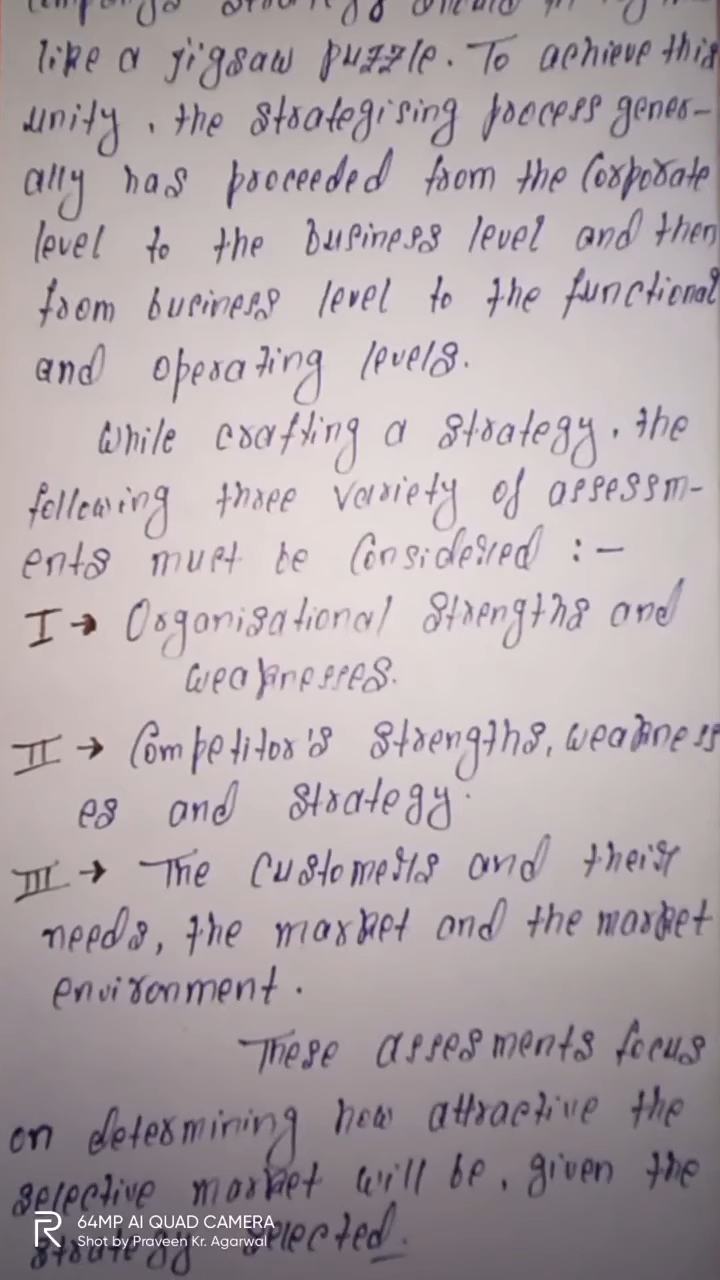 like a jigsaw puzzle. To achieve this
unity, the strategising process gener-
ally has proceeded from the Corporate
level to the business level and then
from business level to the functional
and operating levels.
While crafting a strategy, the
following three variety of assessm-
ents must be Considered :-
I → Organisational Strengths and
weaknesses.
II → Competitor's strengths, weakness
es and strategy.
III → The Customers and their
needs, the market and the market
environment.
These assesments focus
on determining how attractive the
selective market will be, given the
strategy selected.
64MP AI QUAD CAMERA
Shot by Praveen Kr. Agarwal